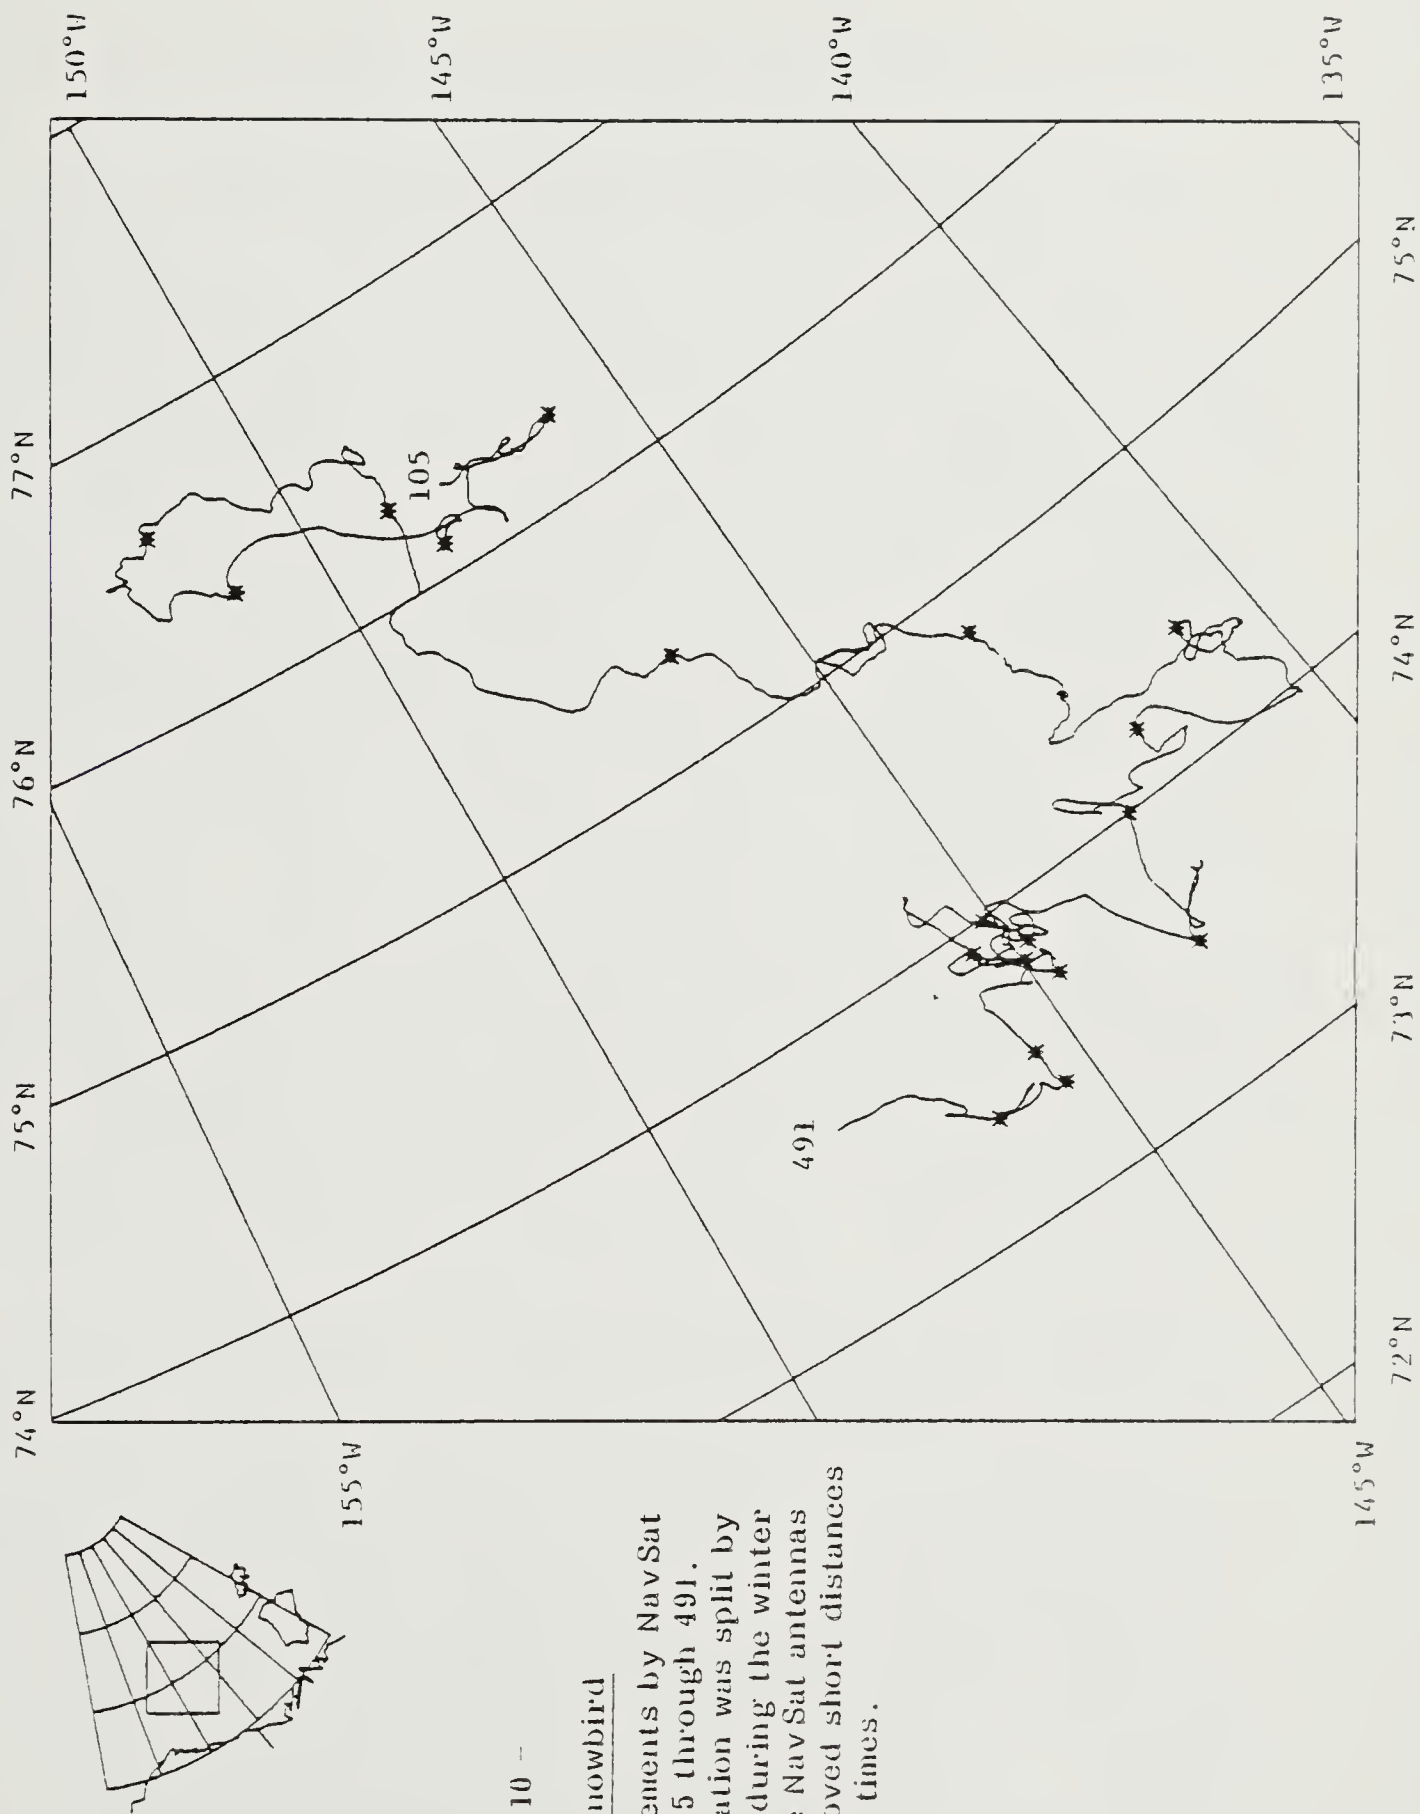 74°N
75°N
76°N
77°N
155°W
150°W
10 –
nowbird
ements by NavSat
5 through 491.
ation was split by
during the winter
NavSat antennas
oved short distances
times.
105
145°W
491
140°W
145°W
135°W
72°N
73°N
74°N
75°N